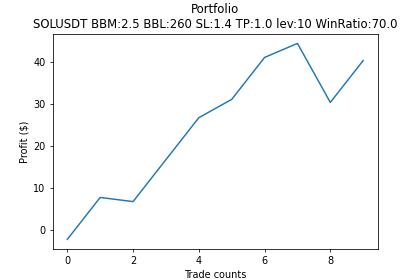 Portfolio
SOLUSDT BBM:2.5 BBL:260 SL:1.4 TP:1.0 lev:10 WinRatio:70.0
40
30
20
10
0
Profit ($)
0 2 4 6 8
Trade counts